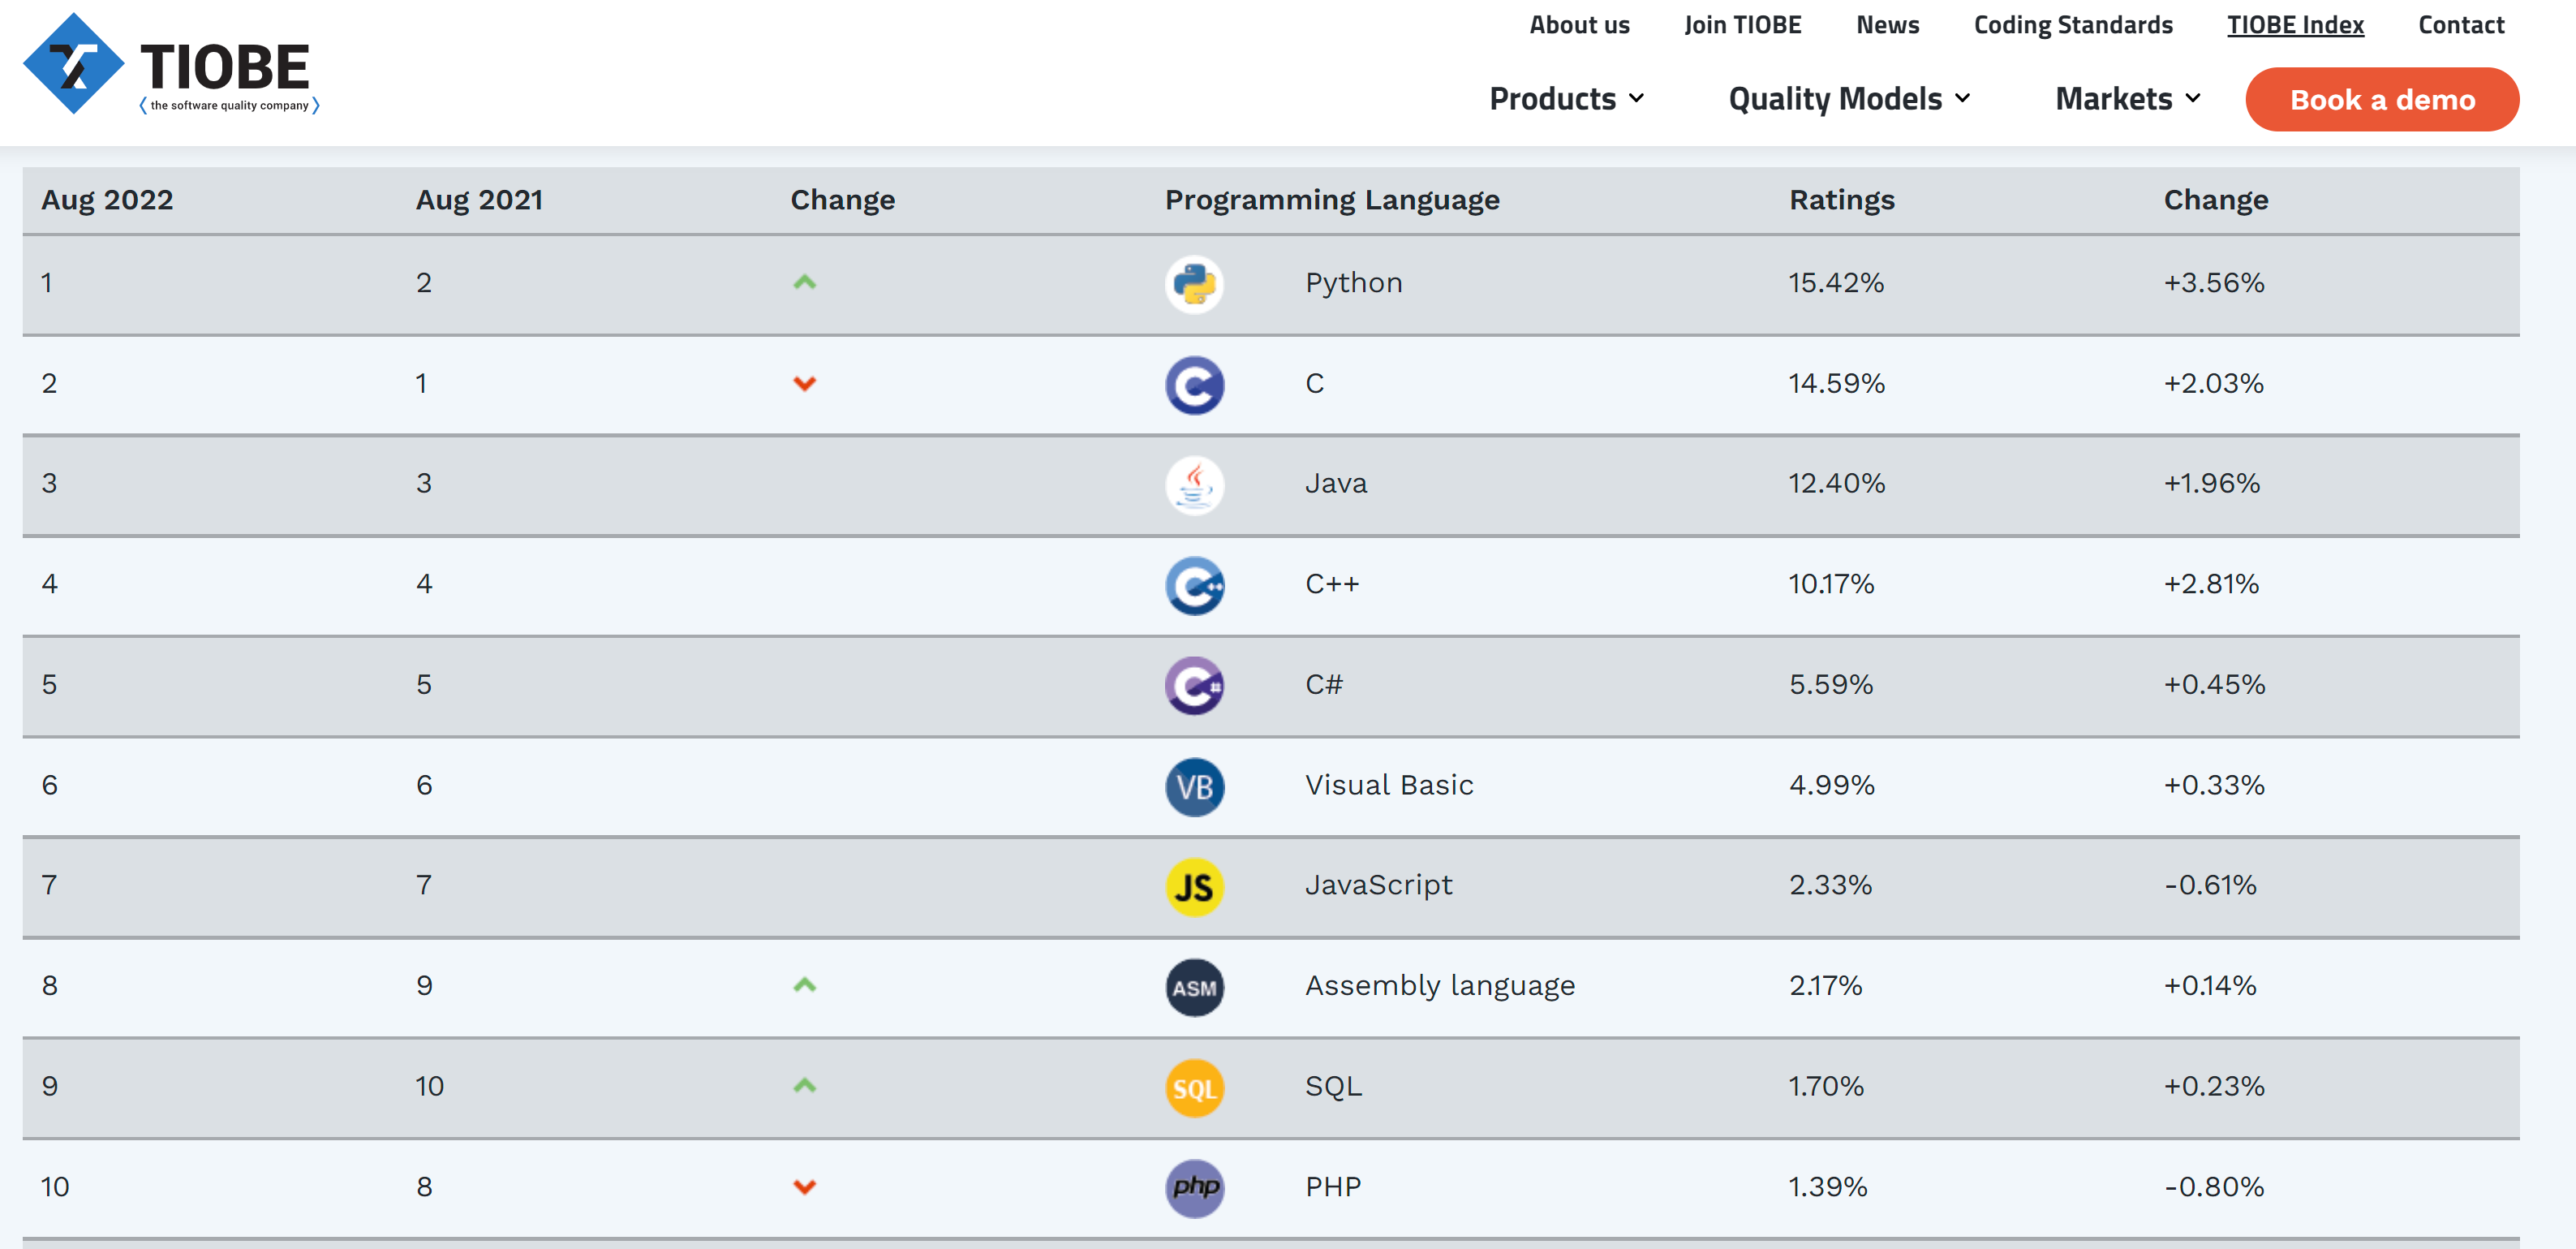 TIOBE
the software quality company
About us Join TIOBE News Coding Standards TIOBE Index Contact
Products Quality Models Markets Book a demo
Aug 2022 Aug 2021 Change Programming Language Ratings Change
1 2 Python 15.42% +3.56%
2 1 C C 14.59% +2.03%
3 3 Java 12.40% +1.96%
4 4 C++ C++ 10.17% +2.81%
5 5 C# C# 5.59% +0.45%
6 6 VB Visual Basic 4.99% +0.33%
7 7 JS JavaScript 2.33% -0.61%
8 9 ASM Assembly language 2.17% +0.14%
9 10 SQL SQL 1.70% +0.23%
10 8 php PHP 1.39% -0.80%